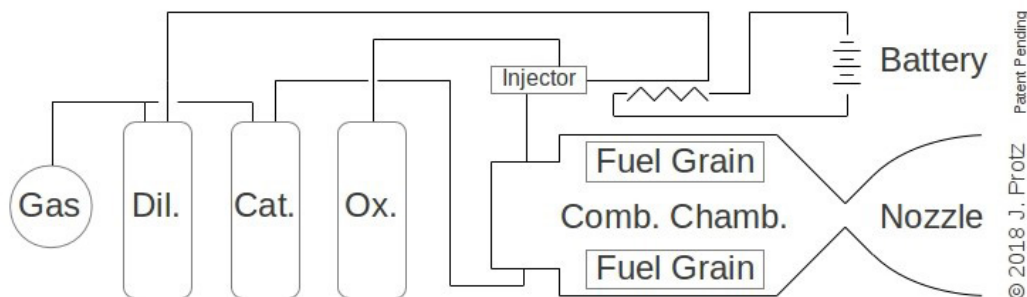 Injector
Battery
Patent Pending
Gas
Dil.
Cat.
Ox.
Fuel Grain
Comb. Chamb.
Fuel Grain
Nozzle
© 2018 J. Protz